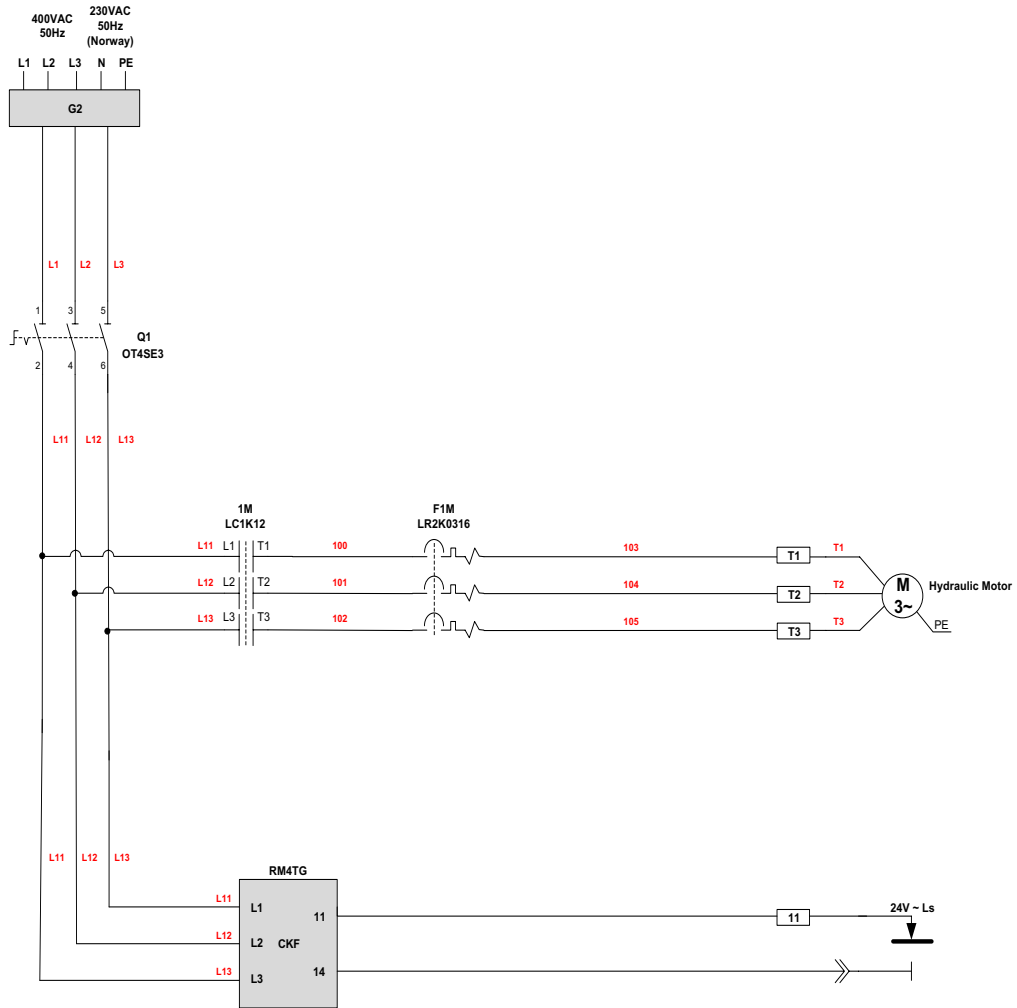 400VAC
50Hz
230VAC
50Hz
(Norway)
L1 L2 L3 N PE
G2
L1 L2 L3
1 3 5
Q1
OT4SE3
2 4 6
L11 L12 L13
1M
LC1K12
F1M
LR2K0316
L11 L1 T1 100 103 T1 T1
L12 L2 T2 101 104 T2 T2
M
3~
Hydraulic Motor
L13 L3 T3 102 105 T3 T3
PE
L11 L12 L13
RM4TG
L11 L1
11 11 24V ~ Ls
L12 L2 CKF
L13 L3 14